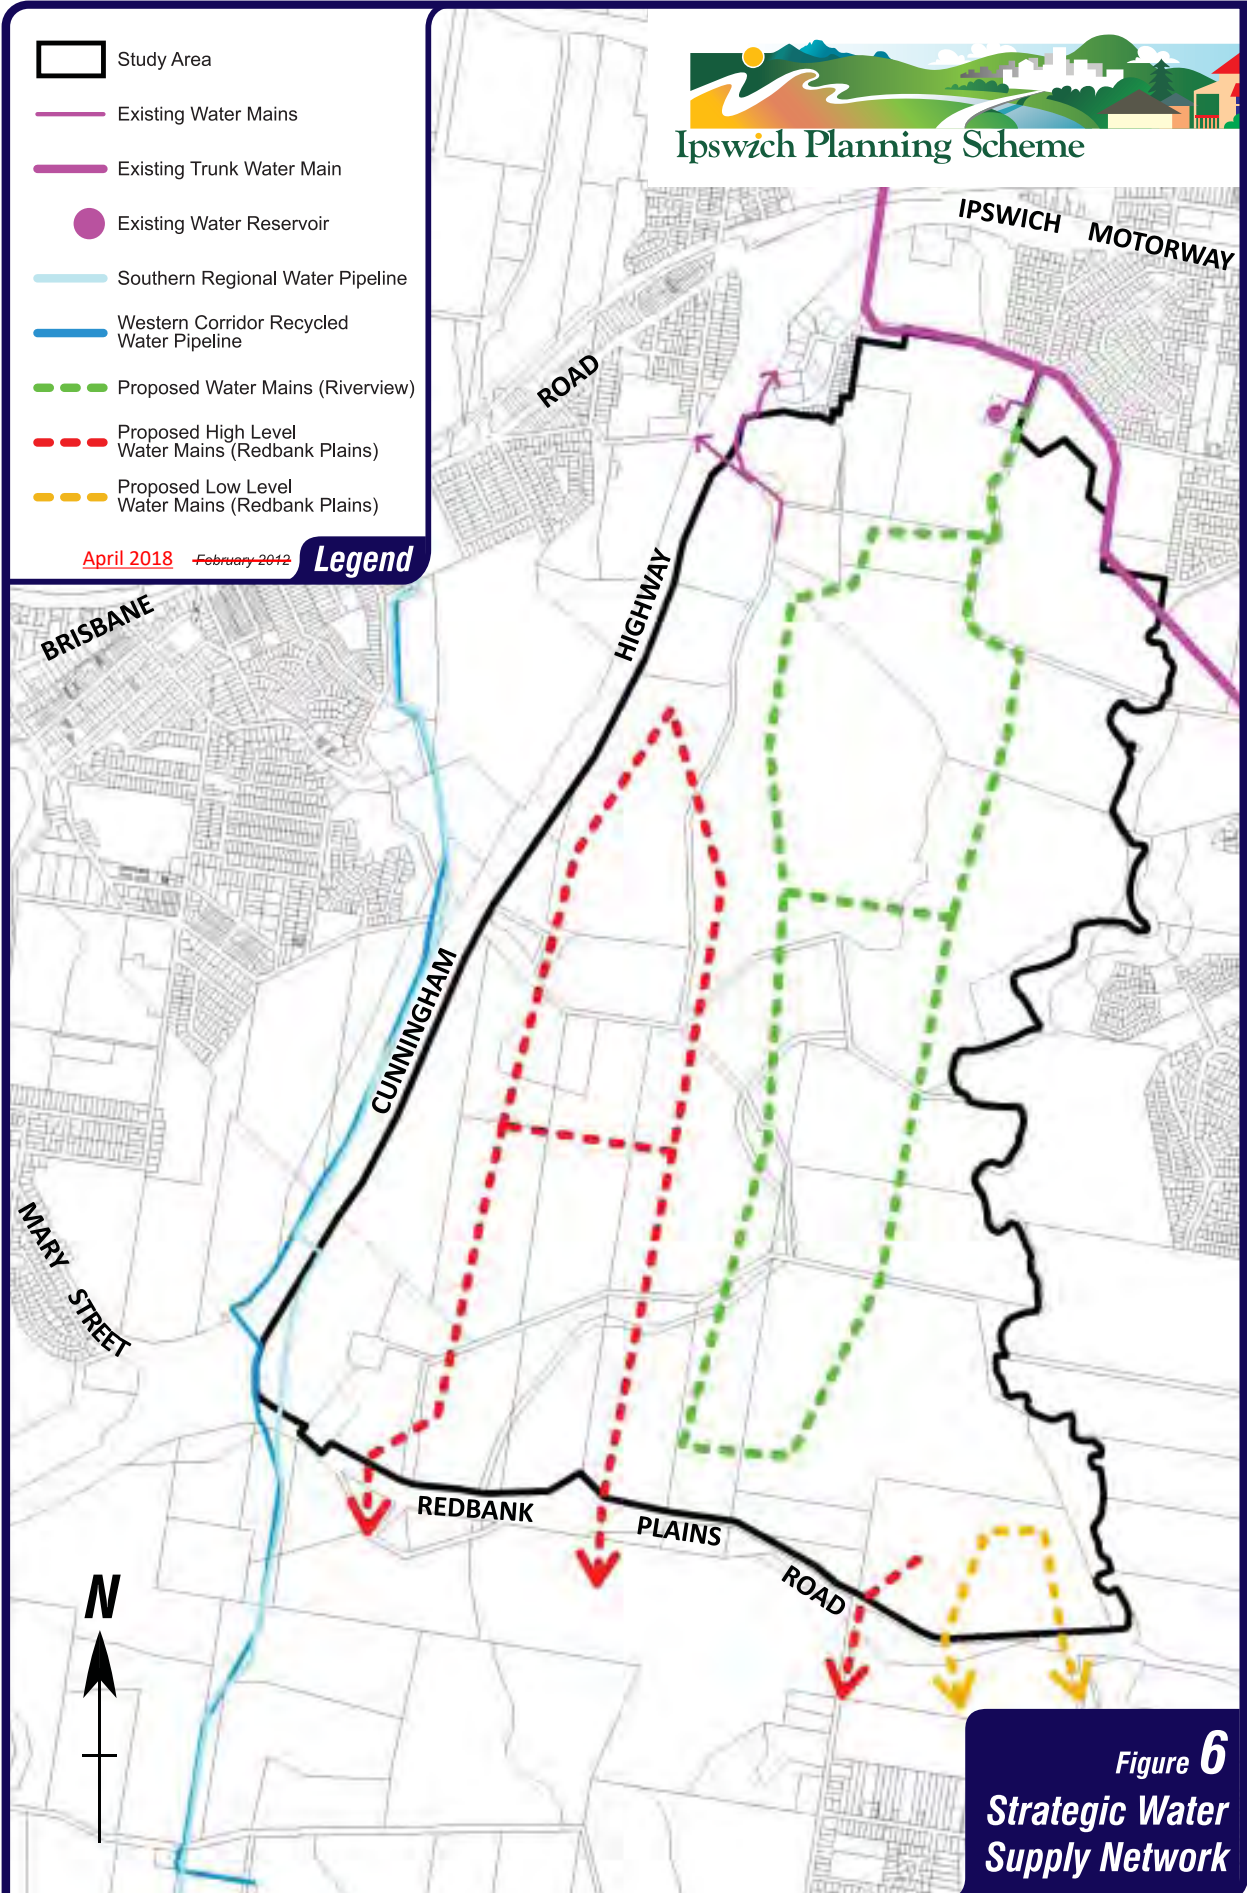 Study Area
Existing Water Mains
Existing Trunk Water Main
Existing Water Reservoir
Southern Regional Water Pipeline
Western Corridor Recycled
Water Pipeline
Proposed Water Mains (Riverview)
Proposed High Level
Water Mains (Redbank Plains)
Proposed Low Level
Water Mains (Redbank Plains)
April 2018 February 2012
Legend
Ipswich Planning Scheme
IPSWICH MOTORWAY
ROAD
BRISBANE
HIGHWAY
CUNNINGHAM
MARY STREET
REDBANK
PLAINS
ROAD
N
Figure 6
Strategic Water
Supply Network